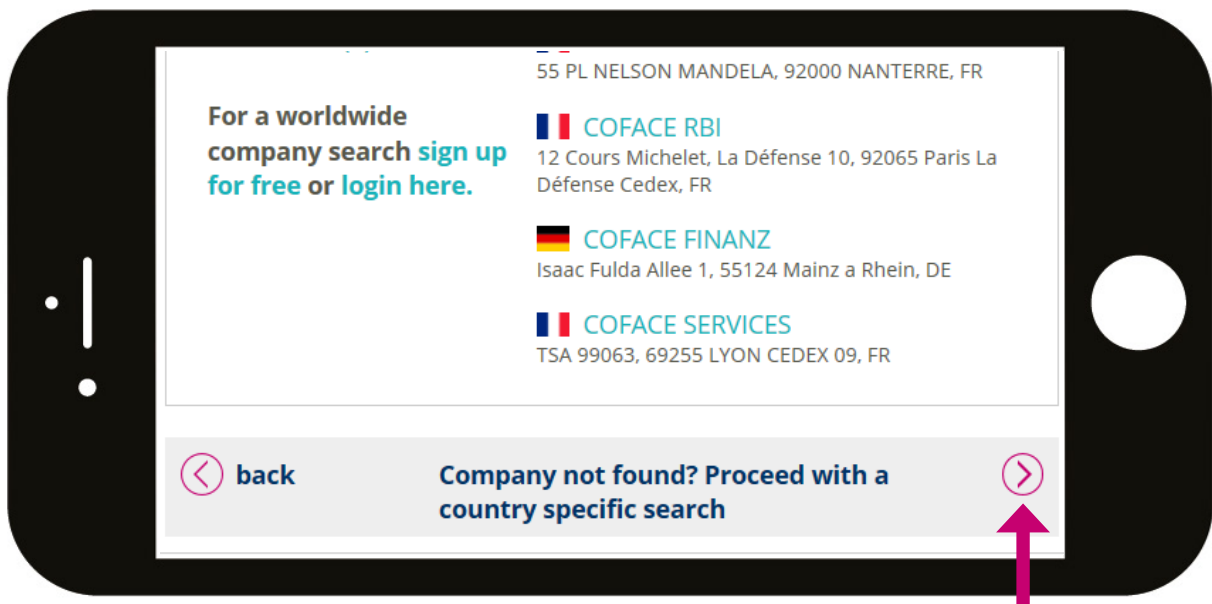 55 PL NELSON MANDELA, 92000 NANTERRE, FR
For a worldwide
company search sign up
for free or login here.
COFACE RBI
12 Cours Michelet, La Défense 10, 92065 Paris La
Défense Cedex, FR
COFACE FINANZ
Isaac Fulda Allee 1, 55124 Mainz a Rhein, DE
COFACE SERVICES
TSA 99063, 69255 LYON CEDEX 09, FR
back
Company not found? Proceed with a
country specific search